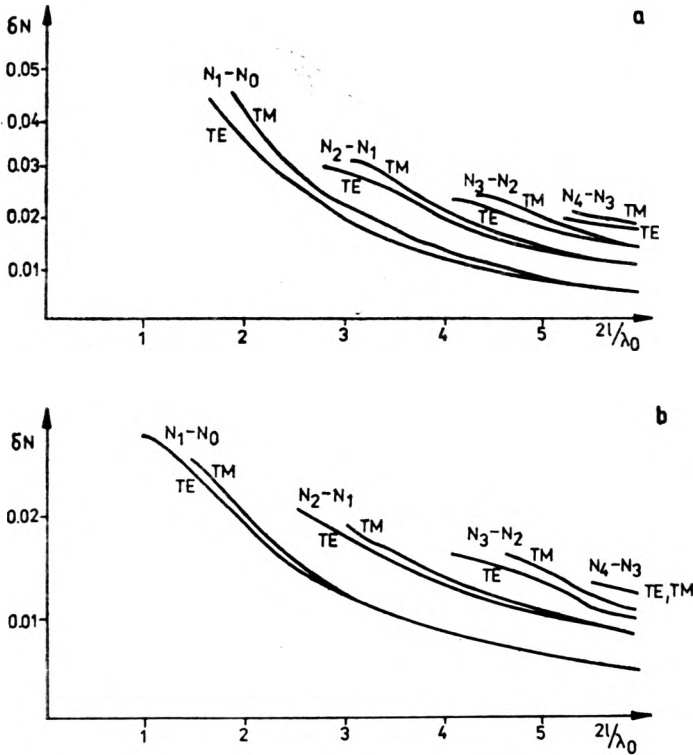 δN
a
0.05
N₁–N₀
0.04
TM
TE
N₂–N₁
0.03
TM
TE
N₃–N₂
TM
N₄–N₃
0.02
TE
TM
TE
0.01
1 2 3 4 5 2l/λ₀
b
δN
N₁–N₀
TM
TE
N₂–N₁
0.02
TM
TE
N₃–N₂
TM
TE
N₄–N₃
TE,TM
0.01
1 2 3 4 5 2l/λ₀